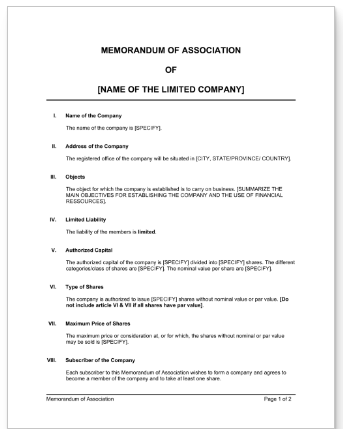 MEMORANDUM OF ASSOCIATION
OF
[NAME OF THE LIMITED COMPANY]
I. Name of the Company
The name of the company is [SPECIFY].
II. Address of the Company
The registered office of the company will be situated in [CITY, STATE/PROVINCE/ COUNTRY].
III. Objects
The object for which the company is established is to carry on business. [SUMMARIZE THE
MAIN OBJECTIVES FOR ESTABLISHING THE COMPANY AND THE USE OF FINANCIAL
RESSOURCES].
IV. Limited Liability
The liability of the members is limited.
V. Authorized Capital
The authorized capital of the company is [SPECIFY] divided into [SPECIFY] shares. The different
categories/class of shares are [SPECIFY]. The nominal value per share are [SPECIFY].
VI. Type of Shares
The company is authorized to issue [SPECIFY] shares without nominal value or par value. [Do
not include article VI & VII if all shares have par value].
VII. Maximum Price of Shares
The maximum price or consideration at, or for which, the shares without nominal or par value
may be sold is [SPECIFY].
VIII. Subscriber of the Company
Each subscriber to this Memorandum of Association wishes to form a company and agrees to
become a member of the company and to take at least one share.
Memorandum of Association Page 1 of 2